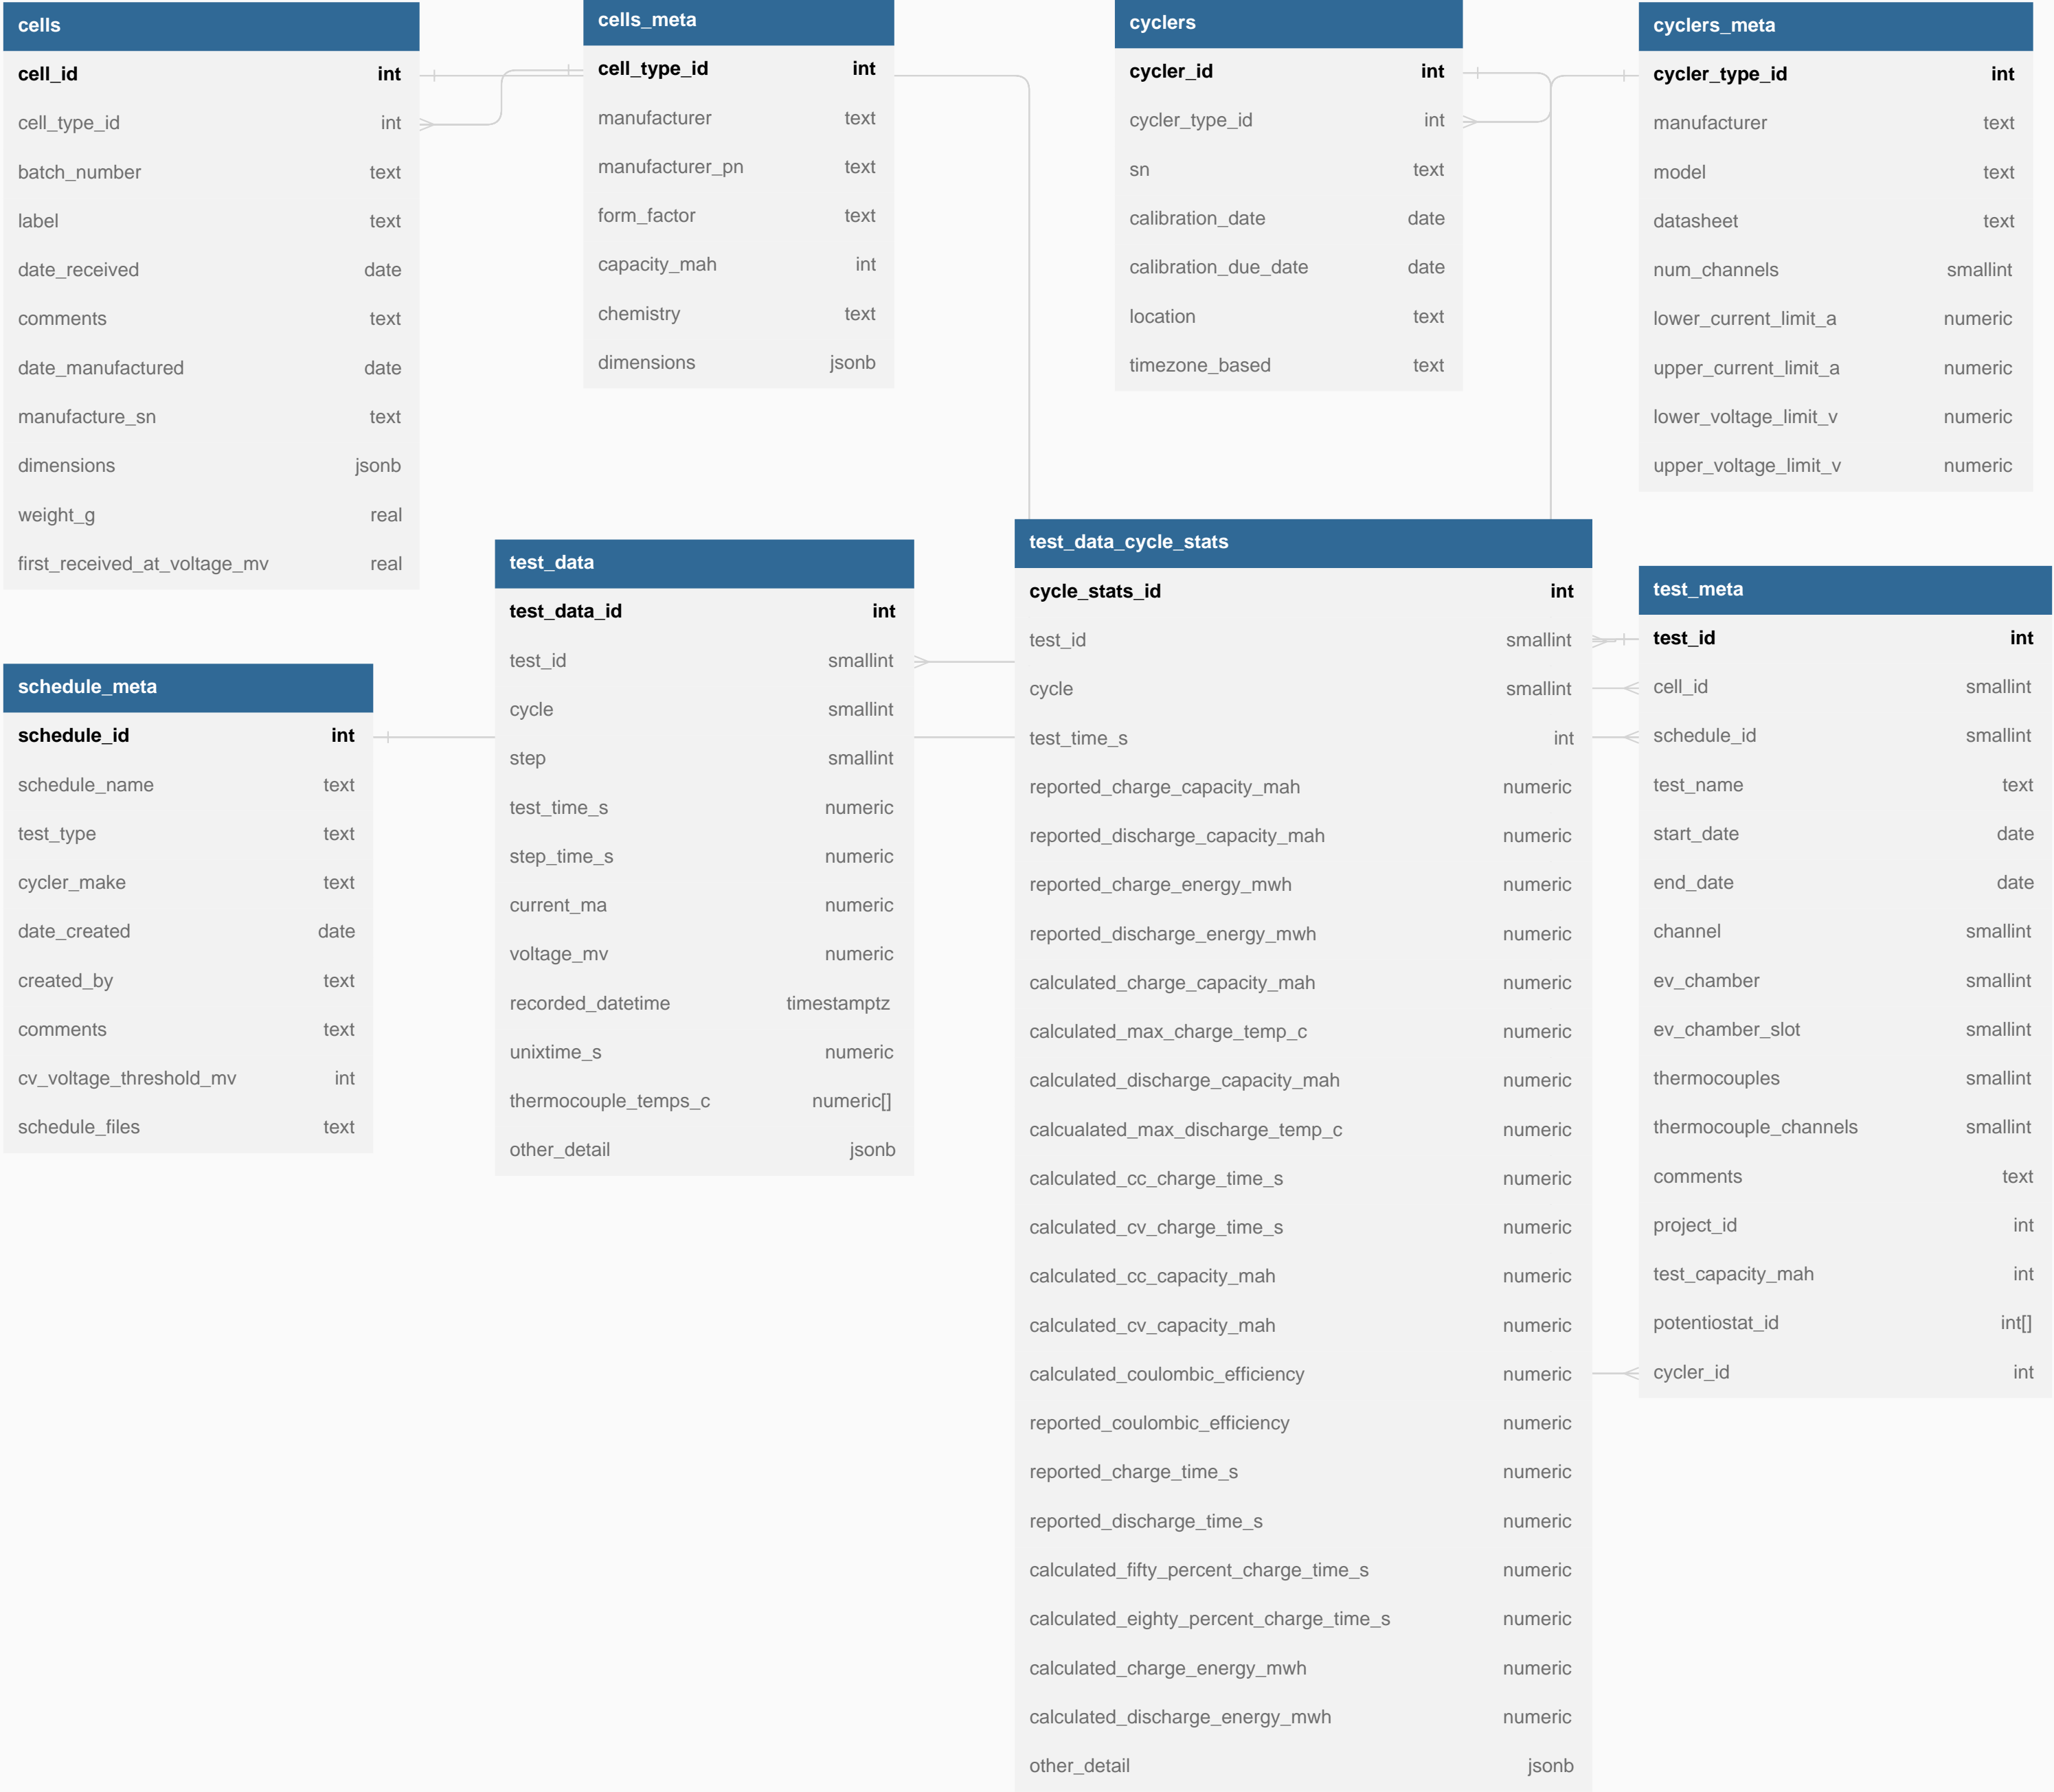 cells
cell_id int
cell_type_id int
batch_number text
label text
date_received date
comments text
date_manufactured date
manufacture_sn text
dimensions jsonb
weight_g real
first_received_at_voltage_mv real
cells_meta
cell_type_id int
manufacturer text
manufacturer_pn text
form_factor text
capacity_mah int
chemistry text
dimensions jsonb
cyclers
cycler_id int
cycler_type_id int
sn text
calibration_date date
calibration_due_date date
location text
timezone_based text
cyclers_meta
cycler_type_id int
manufacturer text
model text
datasheet text
num_channels smallint
lower_current_limit_a numeric
upper_current_limit_a numeric
lower_voltage_limit_v numeric
upper_voltage_limit_v numeric
schedule_meta
schedule_id int
schedule_name text
test_type text
cycler_make text
date_created date
created_by text
comments text
cv_voltage_threshold_mv int
schedule_files text
test_data
test_data_id int
test_id smallint
cycle smallint
step smallint
test_time_s numeric
step_time_s numeric
current_ma numeric
voltage_mv numeric
recorded_datetime timestamptz
unixtime_s numeric
thermocouple_temps_c numeric[]
other_detail jsonb
test_data_cycle_stats
cycle_stats_id int
test_id smallint
cycle smallint
test_time_s int
reported_charge_capacity_mah numeric
reported_discharge_capacity_mah numeric
reported_charge_energy_mwh numeric
reported_discharge_energy_mwh numeric
calculated_charge_capacity_mah numeric
calculated_max_charge_temp_c numeric
calculated_discharge_capacity_mah numeric
calcualated_max_discharge_temp_c numeric
calculated_cc_charge_time_s numeric
calculated_cv_charge_time_s numeric
calculated_cc_capacity_mah numeric
calculated_cv_capacity_mah numeric
calculated_coulombic_efficiency numeric
reported_coulombic_efficiency numeric
reported_charge_time_s numeric
reported_discharge_time_s numeric
calculated_fifty_percent_charge_time_s numeric
calculated_eighty_percent_charge_time_s numeric
calculated_charge_energy_mwh numeric
calculated_discharge_energy_mwh numeric
other_detail jsonb
test_meta
test_id int
cell_id smallint
schedule_id smallint
test_name text
start_date date
end_date date
channel smallint
ev_chamber smallint
ev_chamber_slot smallint
thermocouples smallint
thermocouple_channels smallint
comments text
project_id int
test_capacity_mah int
potentiostat_id int[]
cycler_id int